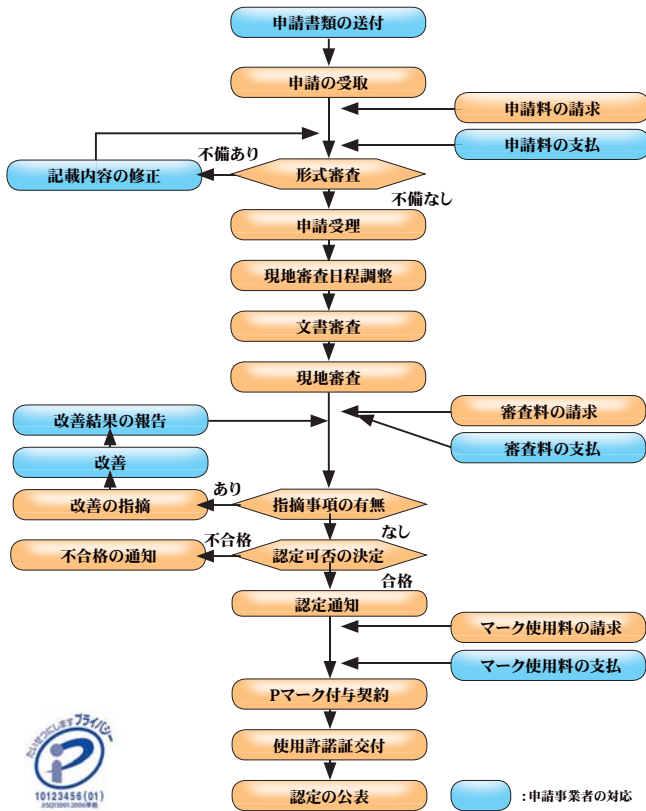 申請書類の送付
申請の受取
申請料の請求
申請料の支払
不備あり
記載内容の修正
形式審査
不備なし
申請受理
現地審査日程調整
文書審査
現地審査
審査料の請求
改善結果の報告
審査料の支払
改善
あり
改善の指摘
指摘事項の有無
なし
不合格
不合格の通知
認定可否の決定
合格
認定通知
マーク使用料の請求
マーク使用料の支払
Pマーク付与契約
たいせつにします プライバシー
使用許諾証交付
10123456(01)
認定の公表
:申請事業者の対応